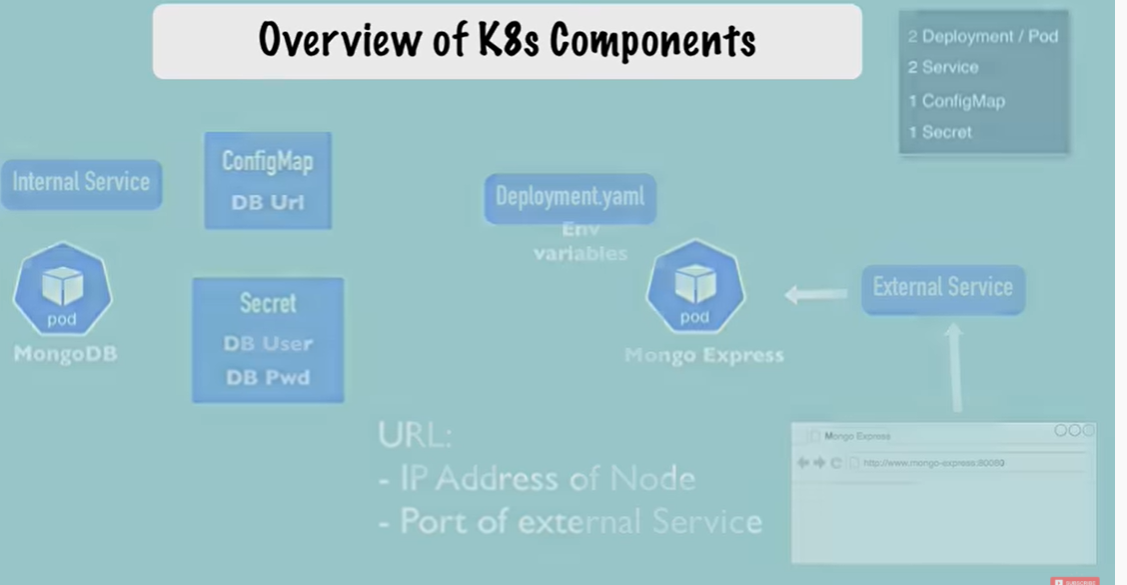 Overview of K8s Components
2 Deployment / Pod
2 Service
1 ConfigMap
1 Secret
Internal Service
ConfigMap
DB Url
Deployment.yaml
Env
variables
pod
MongoDB
Secret
DB User
DB Pwd
pod
Mongo Express
External Service
URL:
- IP Address of Node
- Port of external Service
Mongo Express
http://www.mongo-express:80080
SUBSCRIBE